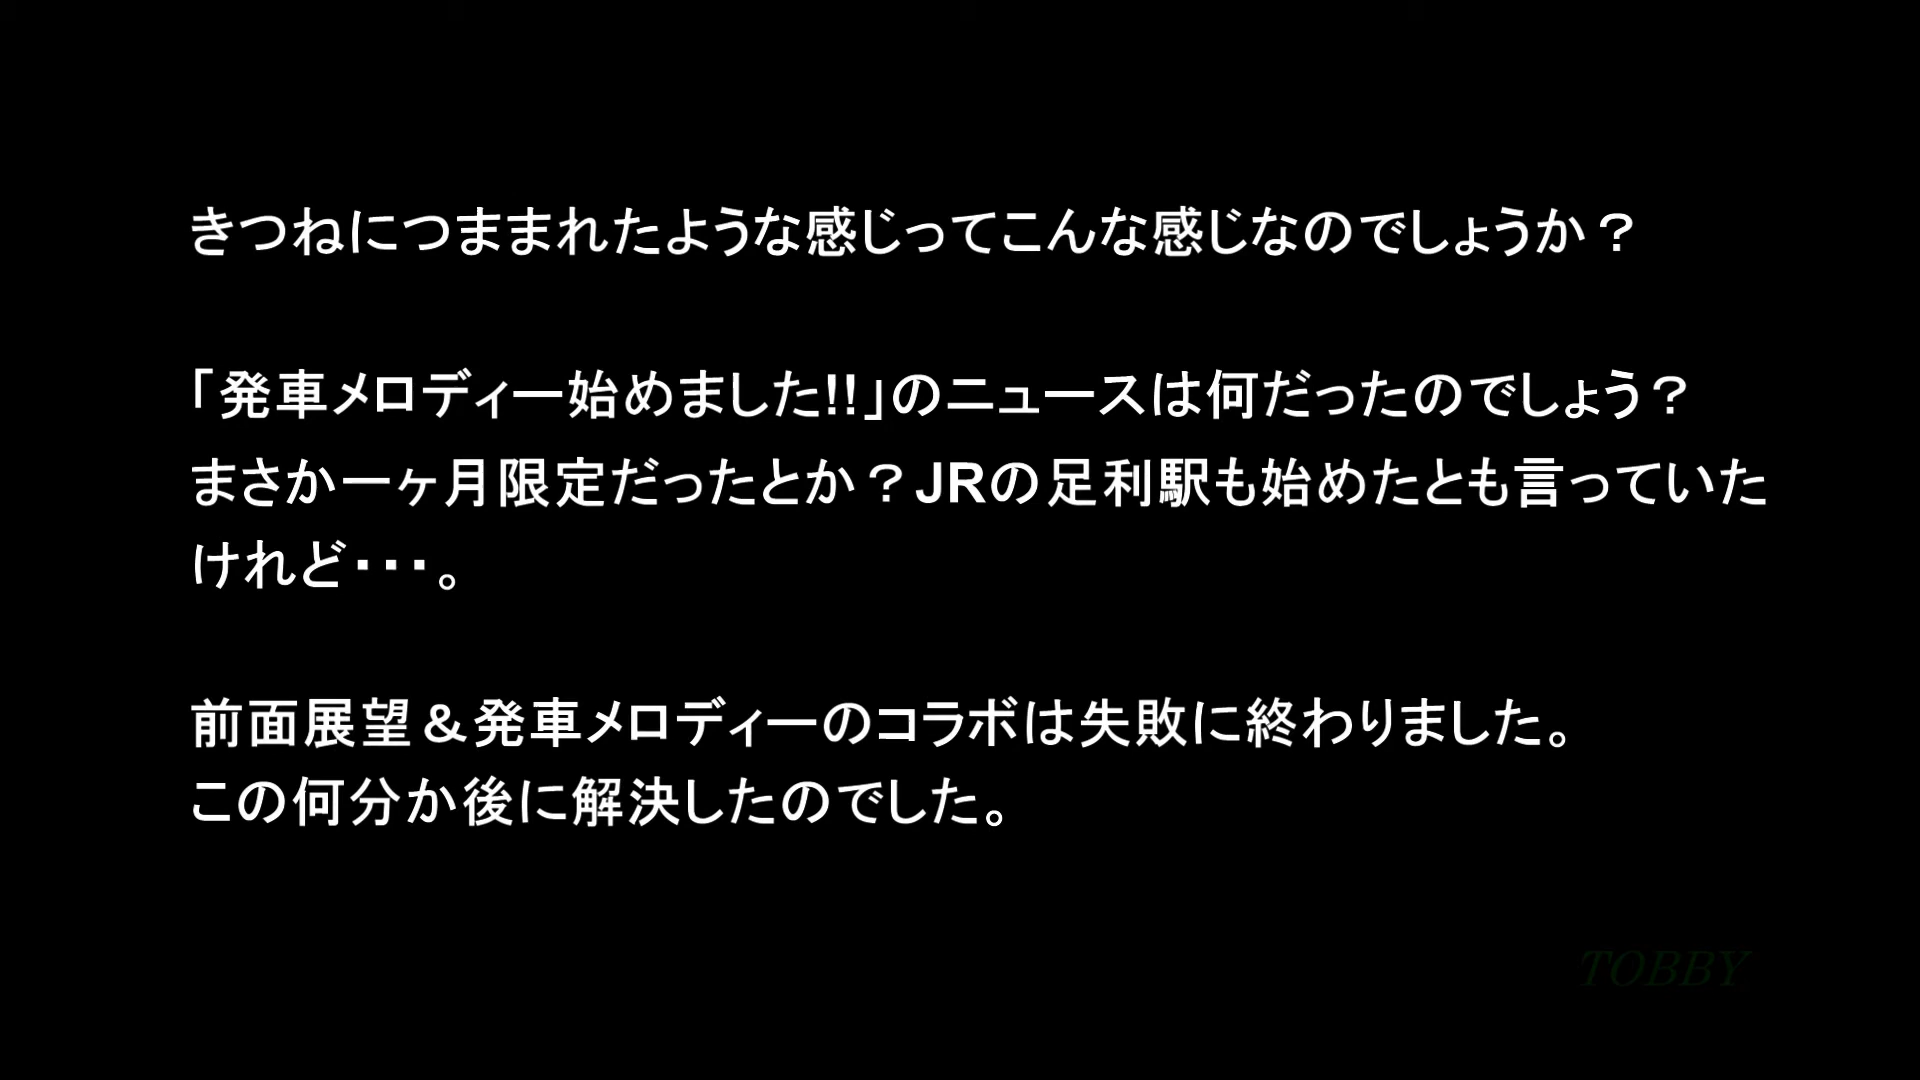 きつねにつままれたような感じってこんな感じなのでしょうか？
「発車メロディー始めました!!」のニュースは何だったのでしょう？
まさか一ヶ月限定だったとか？JRの足利駅も始めたとも言っていた
けれど・・・。
前面展望＆発車メロディーのコラボは失敗に終わりました。
この何分か後に解決したのでした。
TOBBY